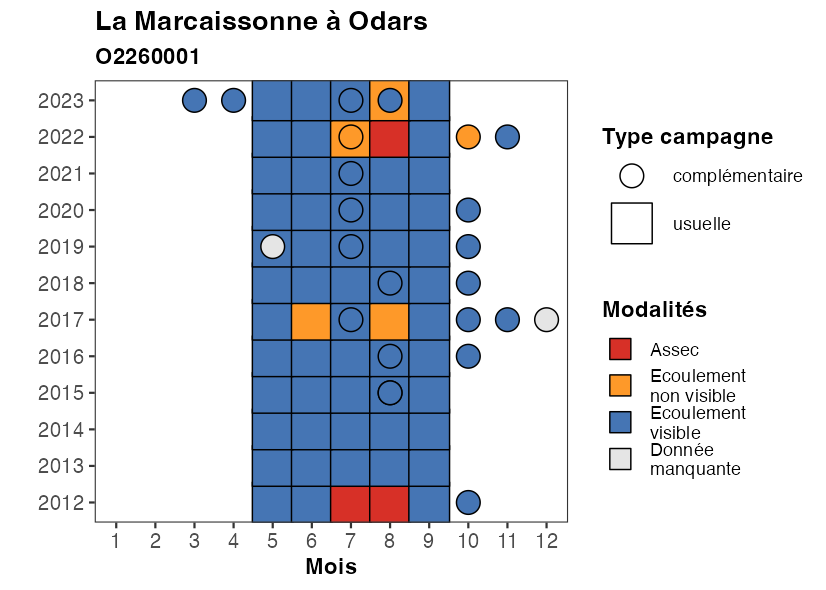 La Marcaissonne à Odars
O2260001
2023
2022
2021
2020
2019
2018
2017
2016
2015
2014
2013
2012
1 2 3 4 5 6 7 8 9 10 11 12
Mois
Type campagne
complémentaire
usuelle
Modalités
Assec
Ecoulement
non visible
Ecoulement
visible
Donnée
manquante